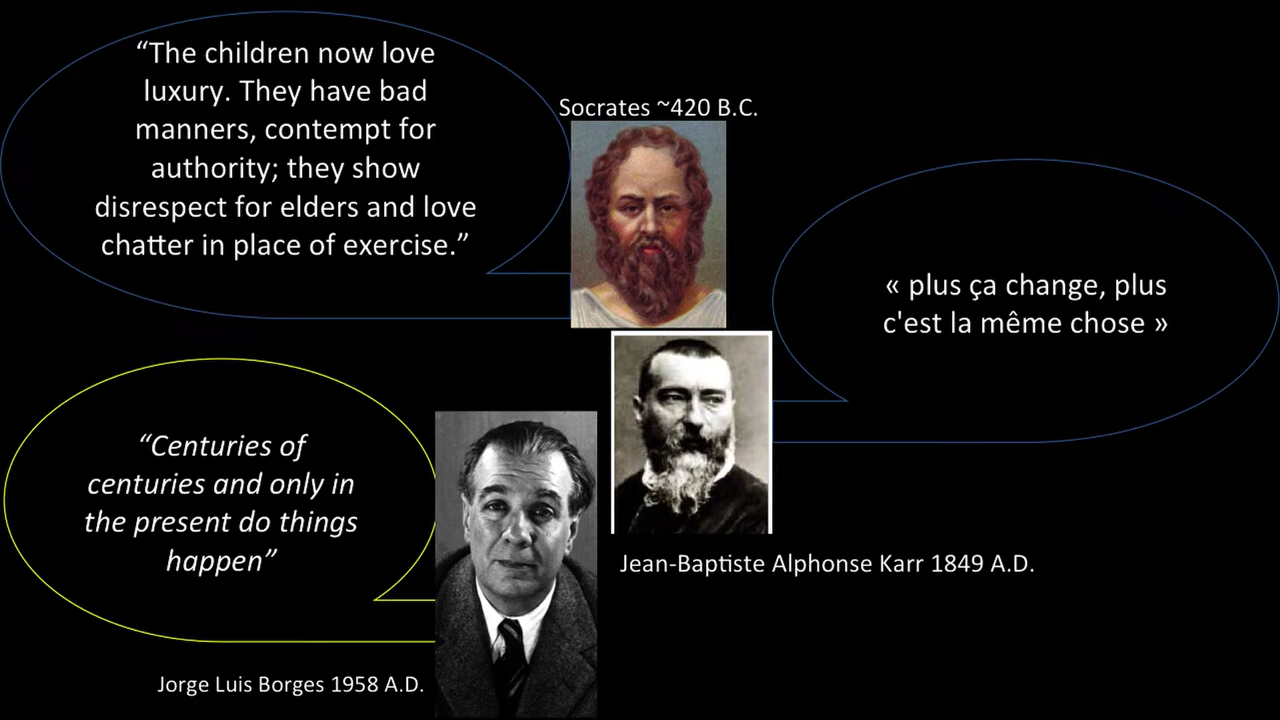 “The children now love
luxury. They have bad
manners, contempt for
authority; they show
disrespect for elders and love
chatter in place of exercise.”
Socrates ~420 B.C.
« plus ça change, plus
c'est la même chose »
Jean-Baptiste Alphonse Karr 1849 A.D.
“Centuries of
centuries and only in
the present do things
happen”
Jorge Luis Borges 1958 A.D.